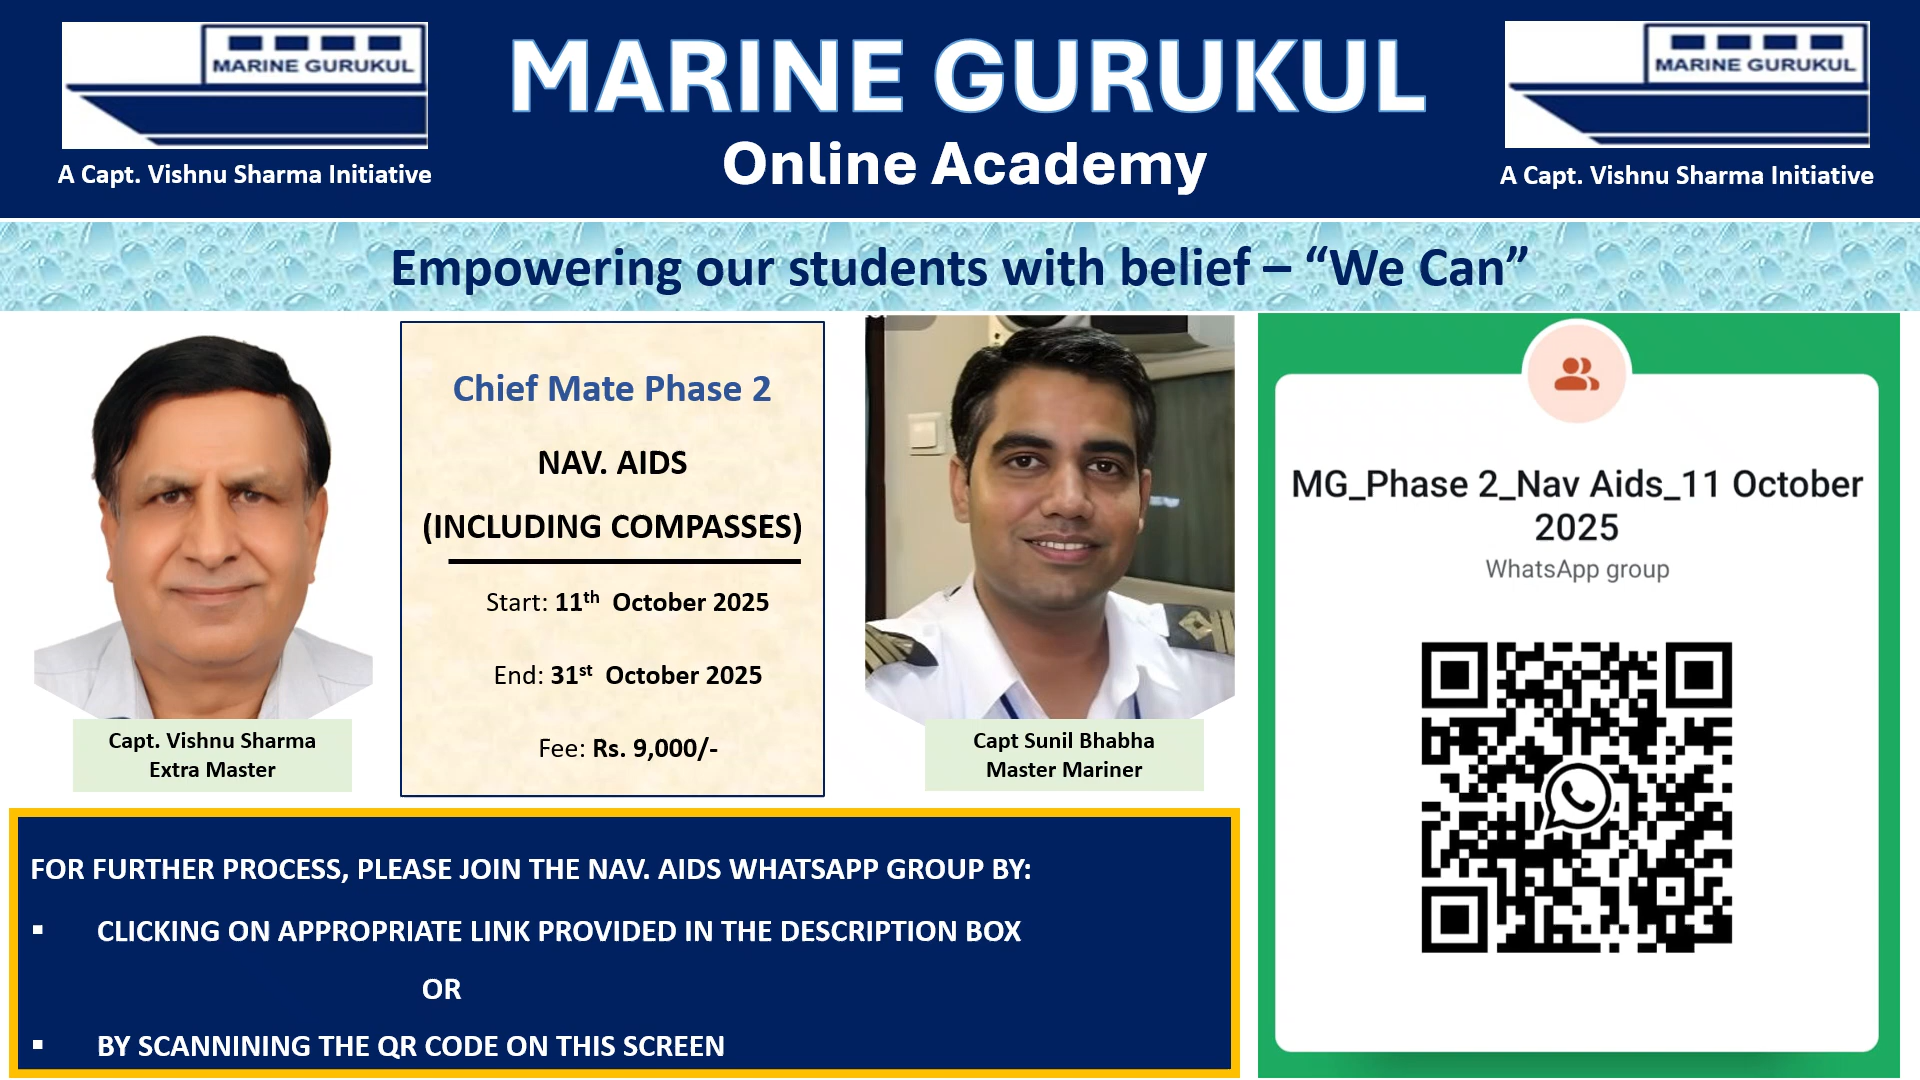 MARINE GURUKUL
A Capt. Vishnu Sharma Initiative
MARINE GURUKUL
Online Academy
MARINE GURUKUL
A Capt. Vishnu Sharma Initiative
Empowering our students with belief – “We Can”
Capt. Vishnu Sharma
Extra Master
Chief Mate Phase 2
NAV. AIDS
(INCLUDING COMPASSES)
Start: 11th October 2025
End: 31st October 2025
Fee: Rs. 9,000/-
Capt Sunil Bhabha
Master Mariner
MG_Phase 2_Nav Aids_11 October
2025
WhatsApp group
FOR FURTHER PROCESS, PLEASE JOIN THE NAV. AIDS WHATSAPP GROUP BY:
▪ CLICKING ON APPROPRIATE LINK PROVIDED IN THE DESCRIPTION BOX
OR
▪ BY SCANNINING THE QR CODE ON THIS SCREEN